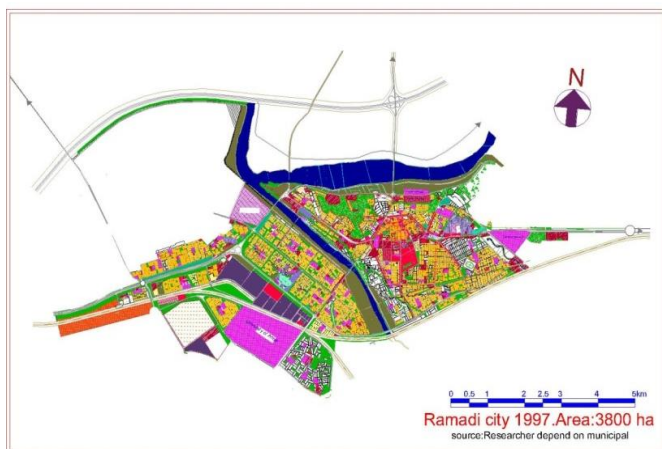 N
0 0.5 1 2 2.5 3 4 5km
Ramadi city 1997.Area:3800 ha
source:Researcher depend on municipal